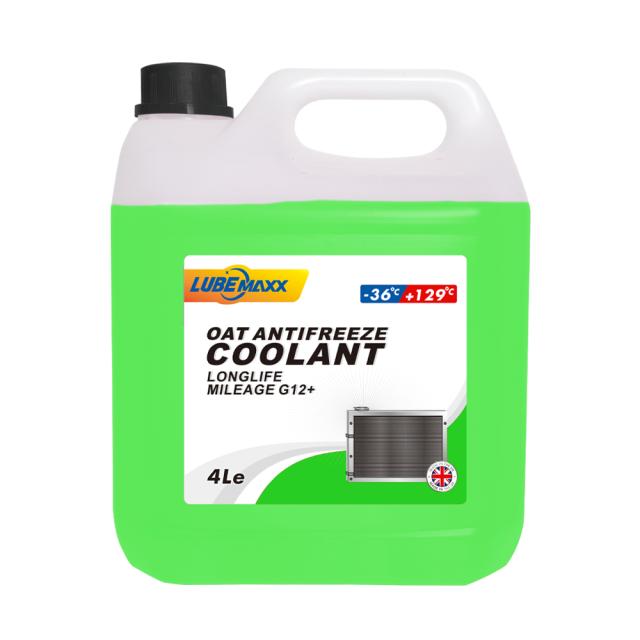 LUBEMAXX
-36℃ +129℃
OAT ANTIFREEZE
COOLANT
LONGLIFE
MILEAGE G12+
4Le